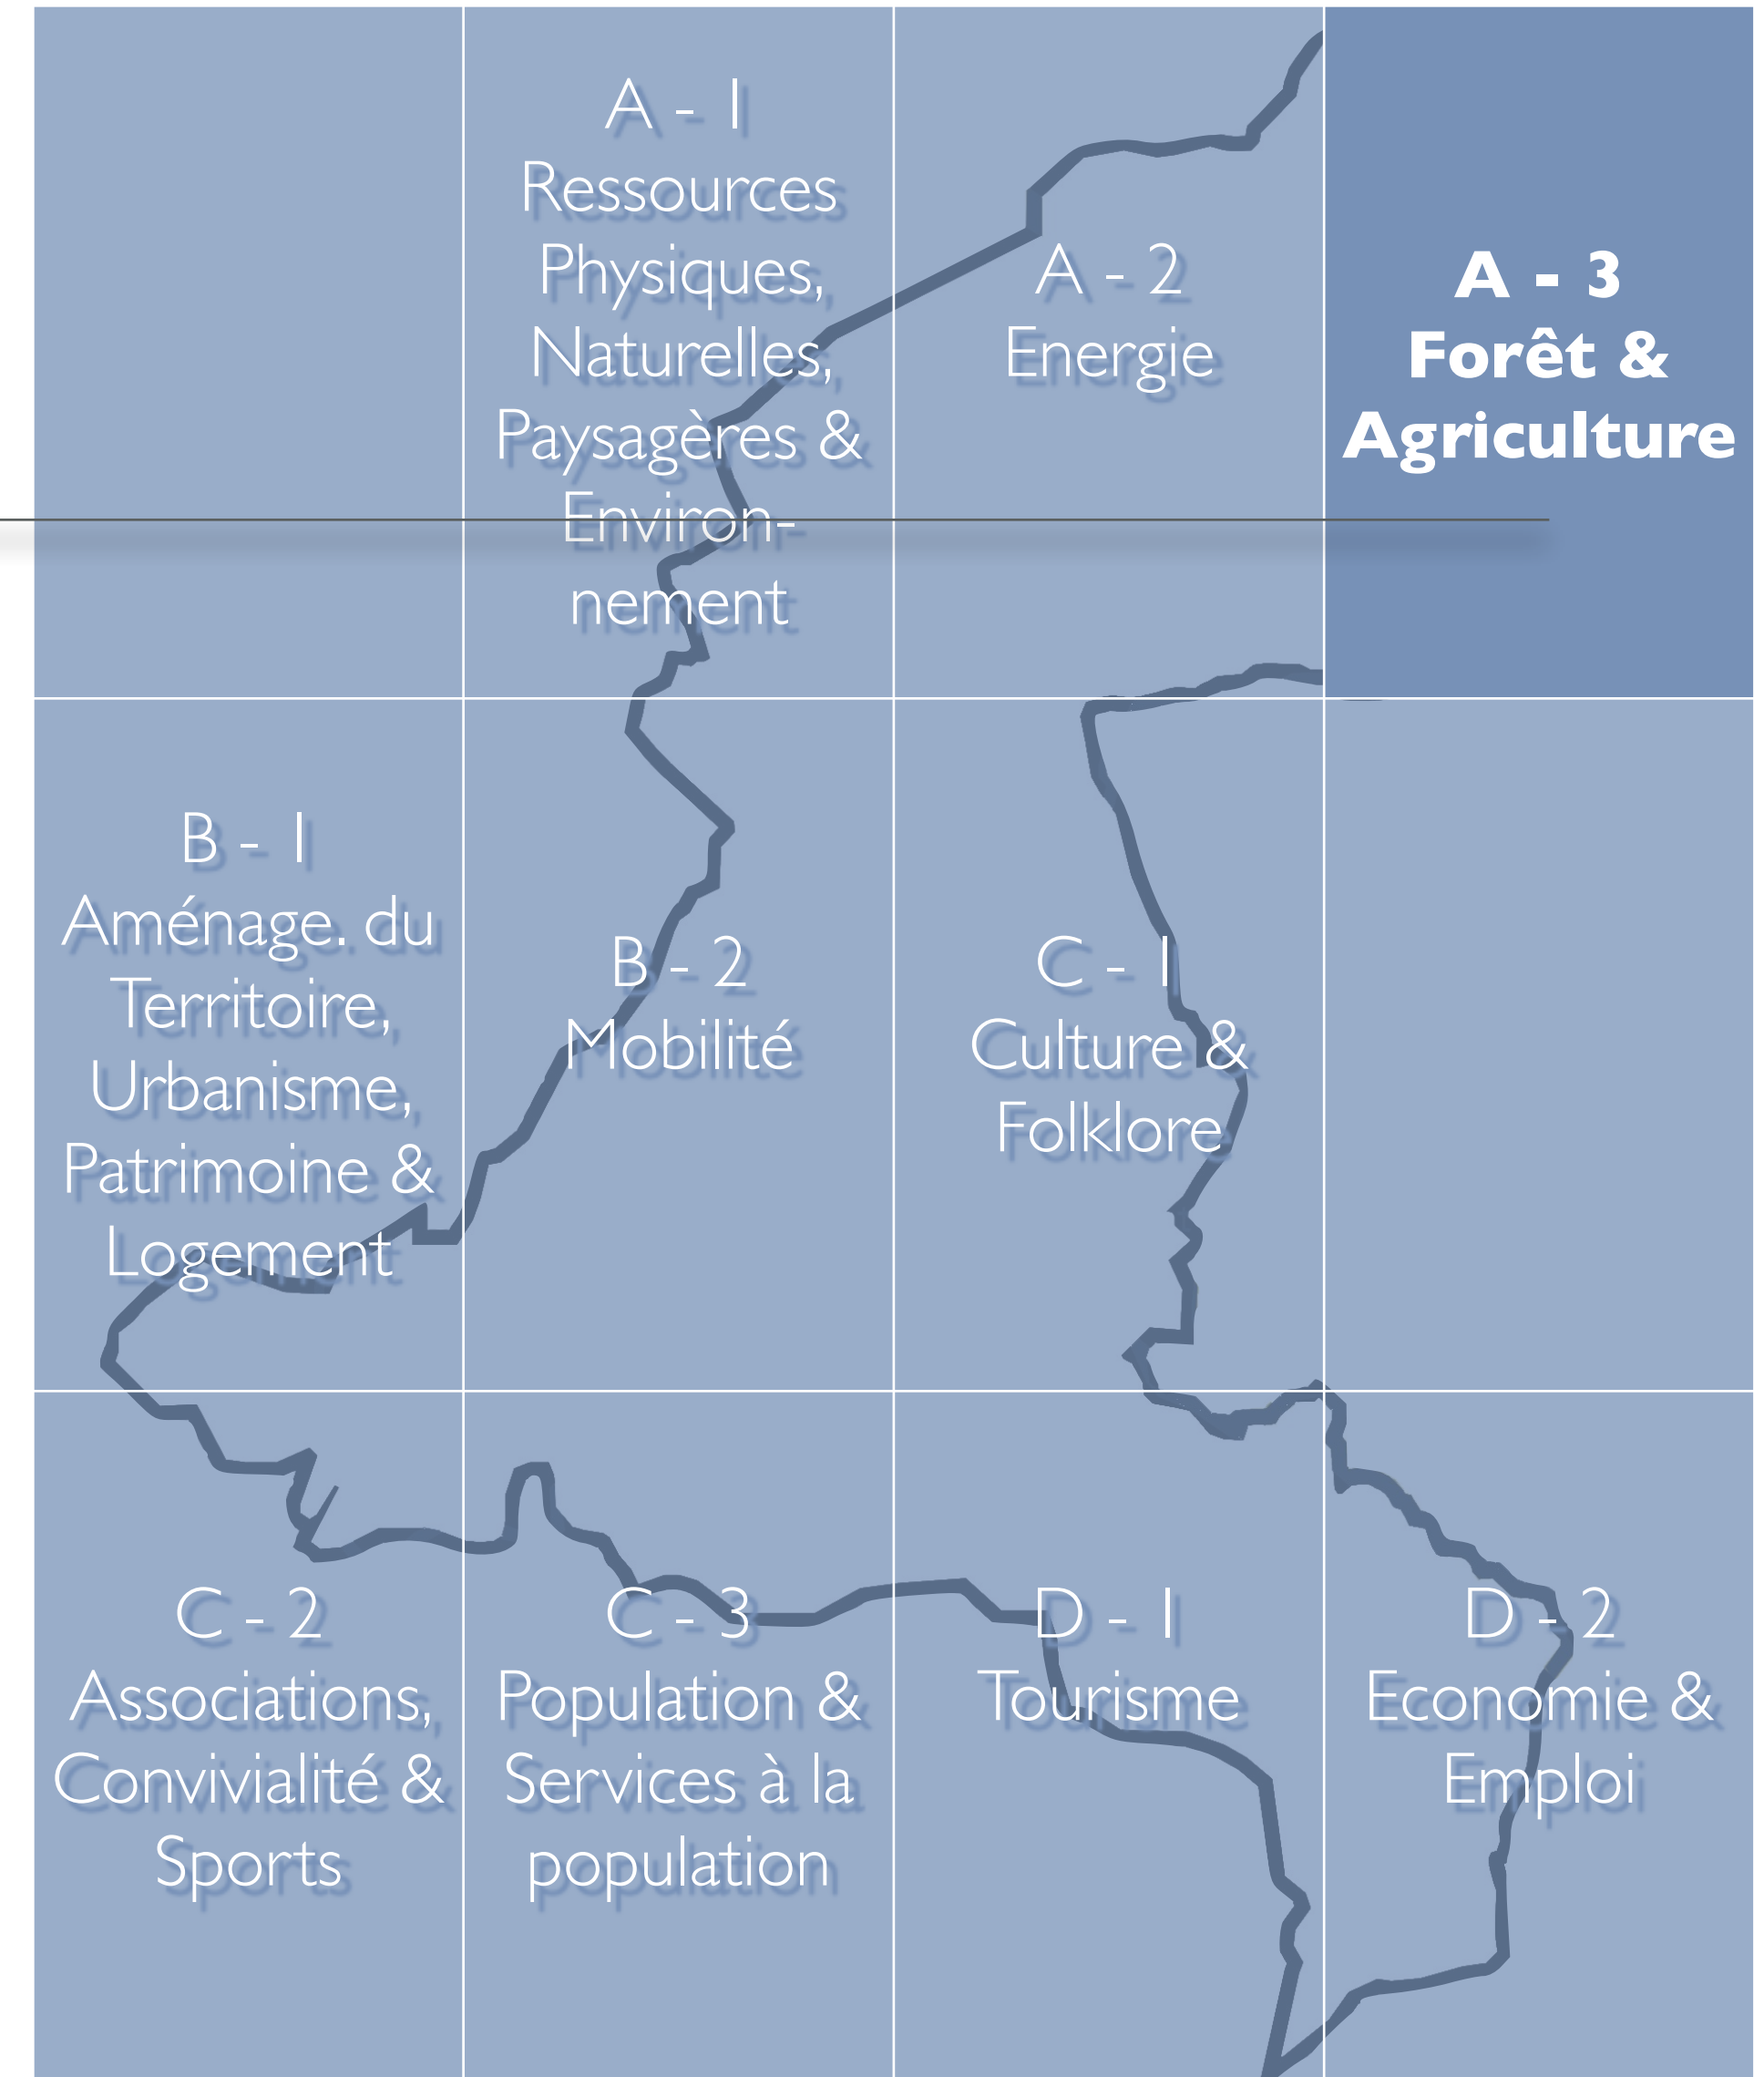 A - 1
Ressources
Physiques,
Naturelles,
Paysagères &
Environ-
nement
A - 2
Energie
A - 3
Forêt &
Agriculture
B - 1
Aménage. du
Territoire,
Urbanisme,
Patrimoine &
Logement
B - 2
Mobilité
C - 1
Culture &
Folklore
C - 2
Associations,
Convivialité &
Sports
C - 3
Population &
Services à la
population
D - 1
Tourisme
D - 2
Economie &
Emploi